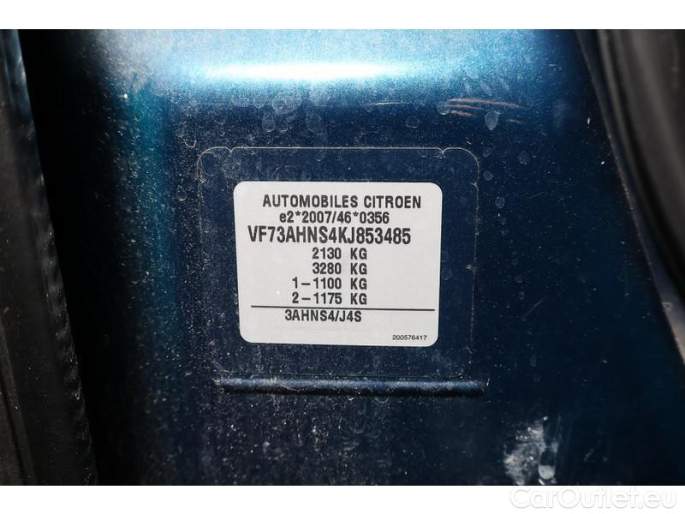 AUTOMOBILES CITROEN
e2*2007/46*0356
VF73AHNS4KJ853485
2130 KG
3280 KG
1-1100 KG
2-1175 KG
3AHNS4/J4S
200576417
CarOutlet.eu